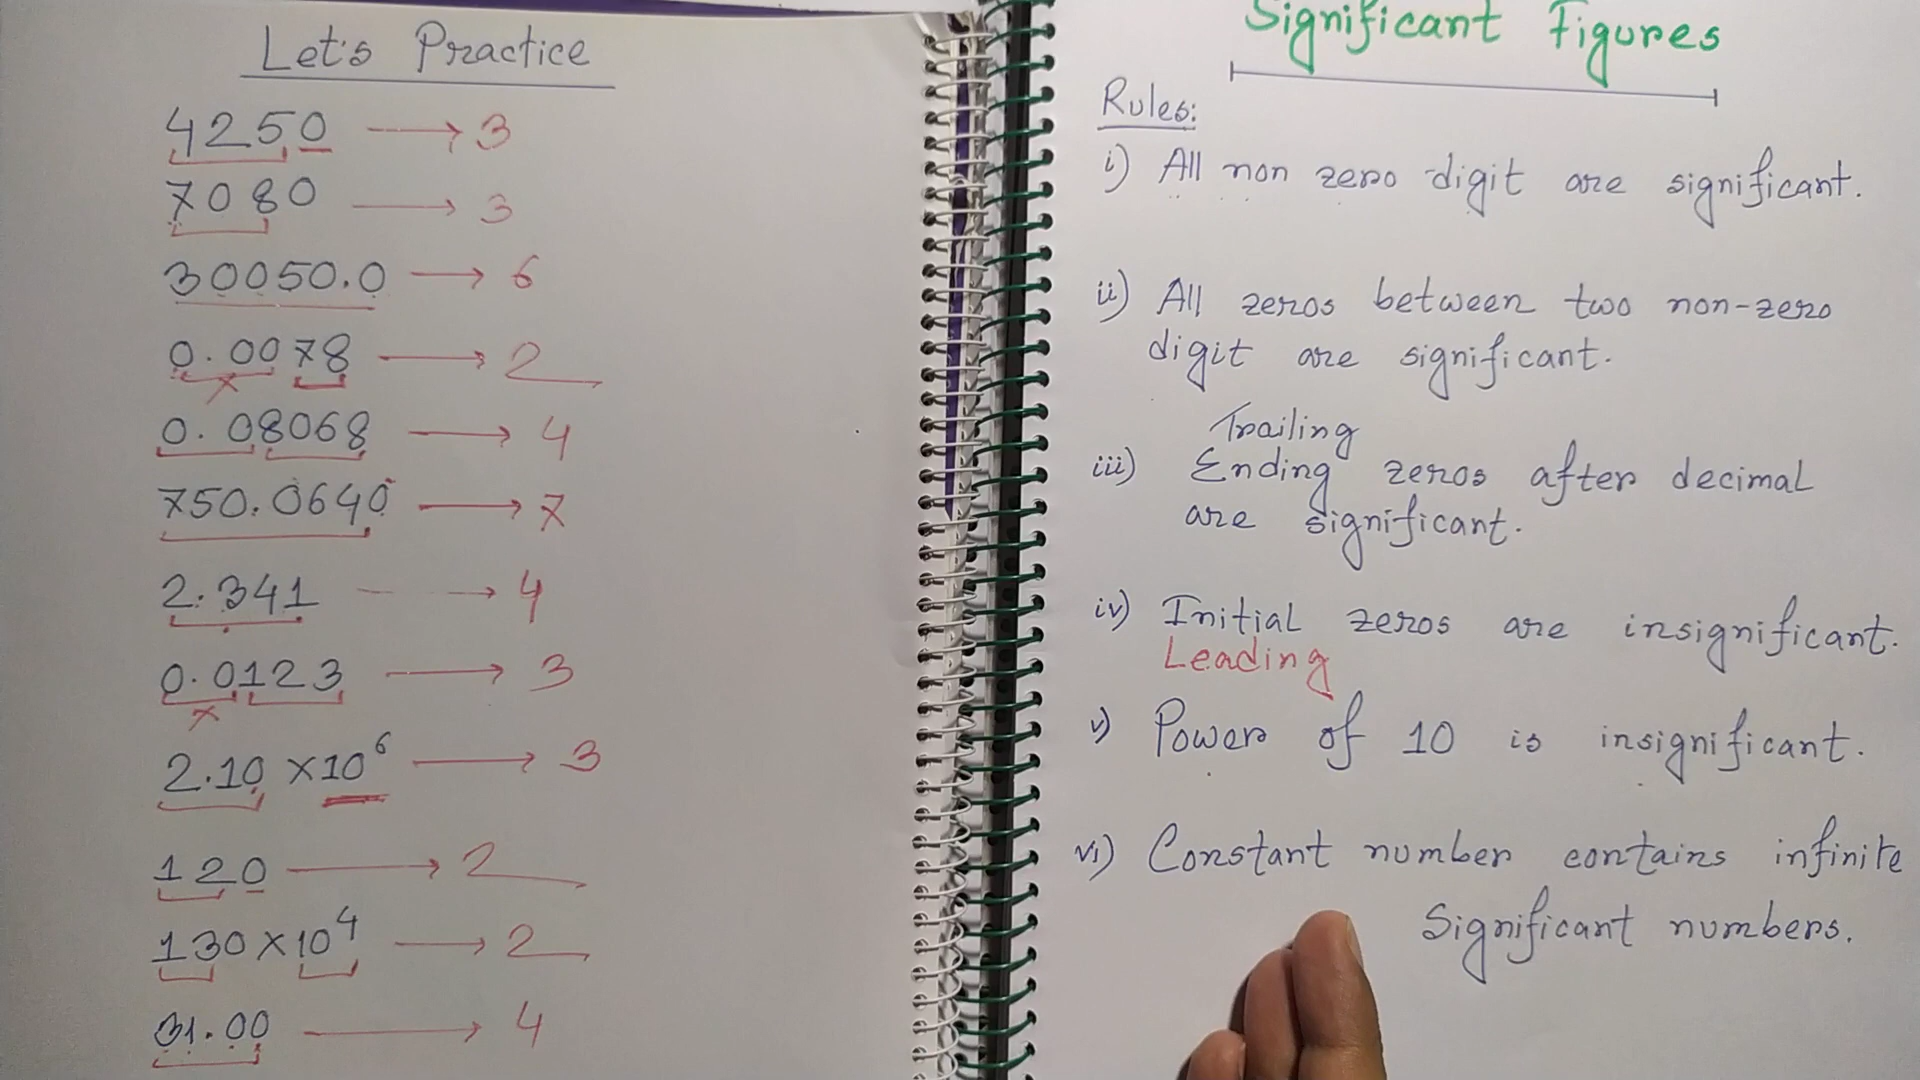 Let's Practice
4250 → 3
7080 → 3
30050.0 → 6
0.0078 → 2
0.08068 → 4
750.0640 → 7
2.341 → 4
0.0123 → 3
2.10 × 10⁶ → 3
120 → 2
130 × 10⁴ → 2
31.00 → 4
Significant Figures
Rules:
i) All non zero digit are significant.
ii) All zeros between two non-zero
digit are significant.
Trailing
iii) Ending zeros after decimal
are significant.
iv) Initial zeros are insignificant.
Leading
v) Power of 10 is insignificant.
vi) Constant number contains infinite
Significant numbers.